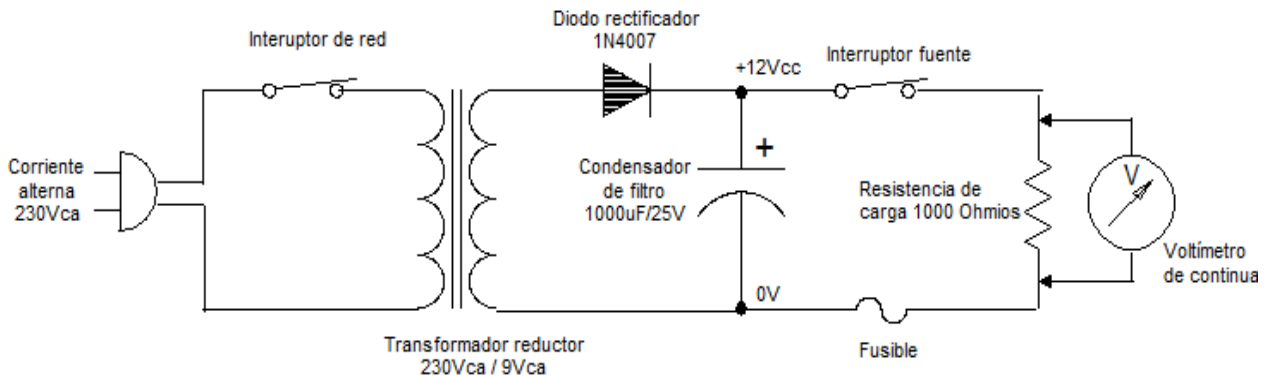 Diodo rectificador
1N4007
Interuptor de red
Interruptor fuente
+12Vcc
Corriente
alterna
230Vca
+
Condensador
de filtro
1000uF/25V
Resistencia de
carga 1000 Ohmios
V
Voltímetro
de continua
0V
Transformador reductor
230Vca / 9Vca
Fusible